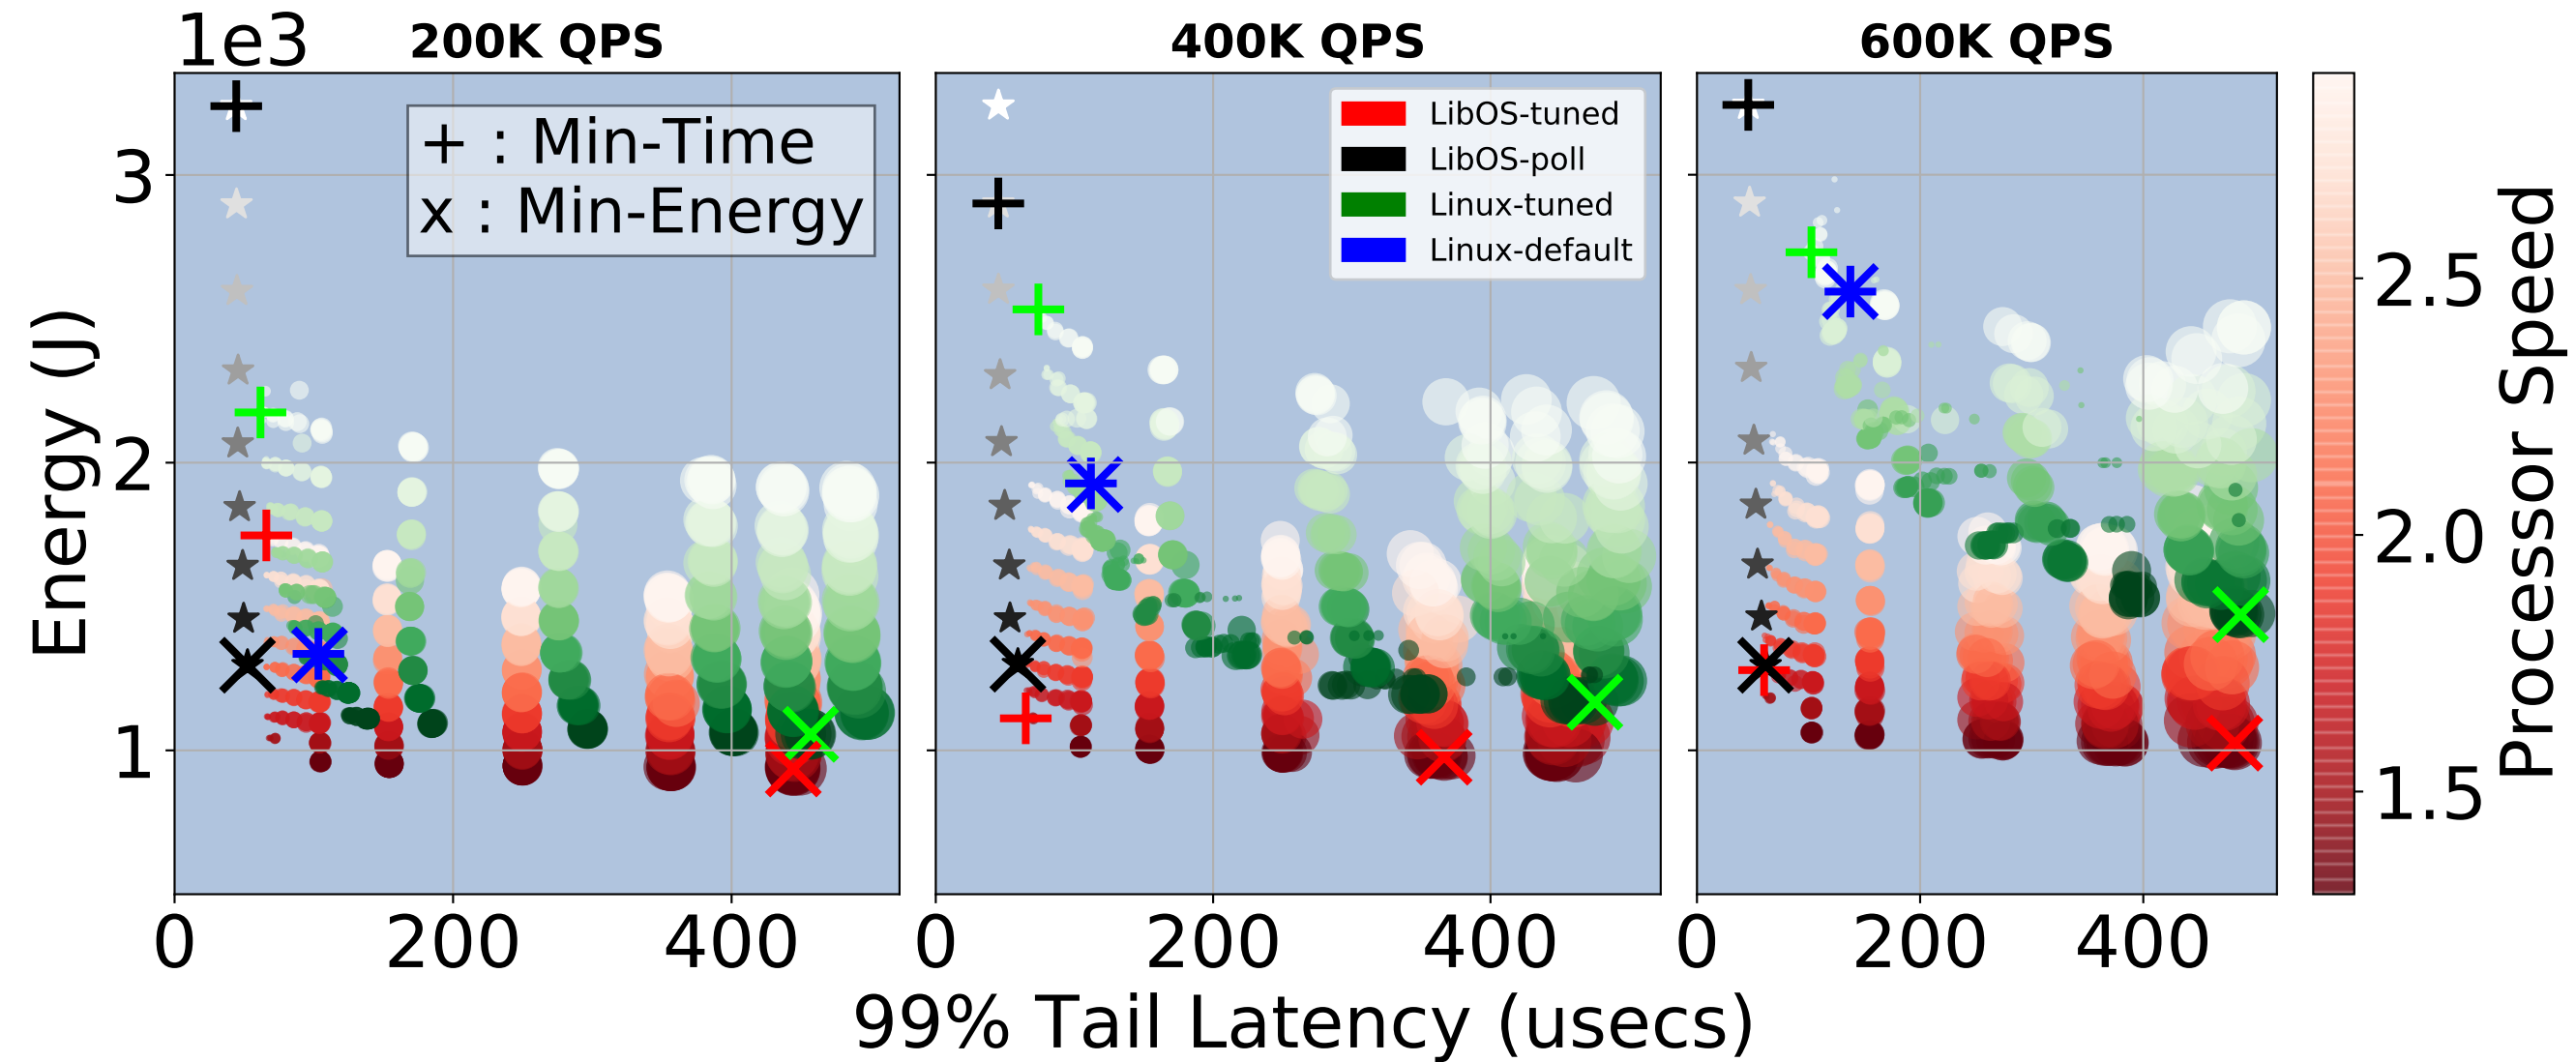 1e3
200K QPS
400K QPS
600K QPS
+ : Min-Time
x : Min-Energy
LibOS-tuned
LibOS-poll
Linux-tuned
Linux-default
Energy (J)
3
2
1
0
200
400
0
200
400
0
200
400
99% Tail Latency (usecs)
2.5
2.0
1.5
Processor Speed